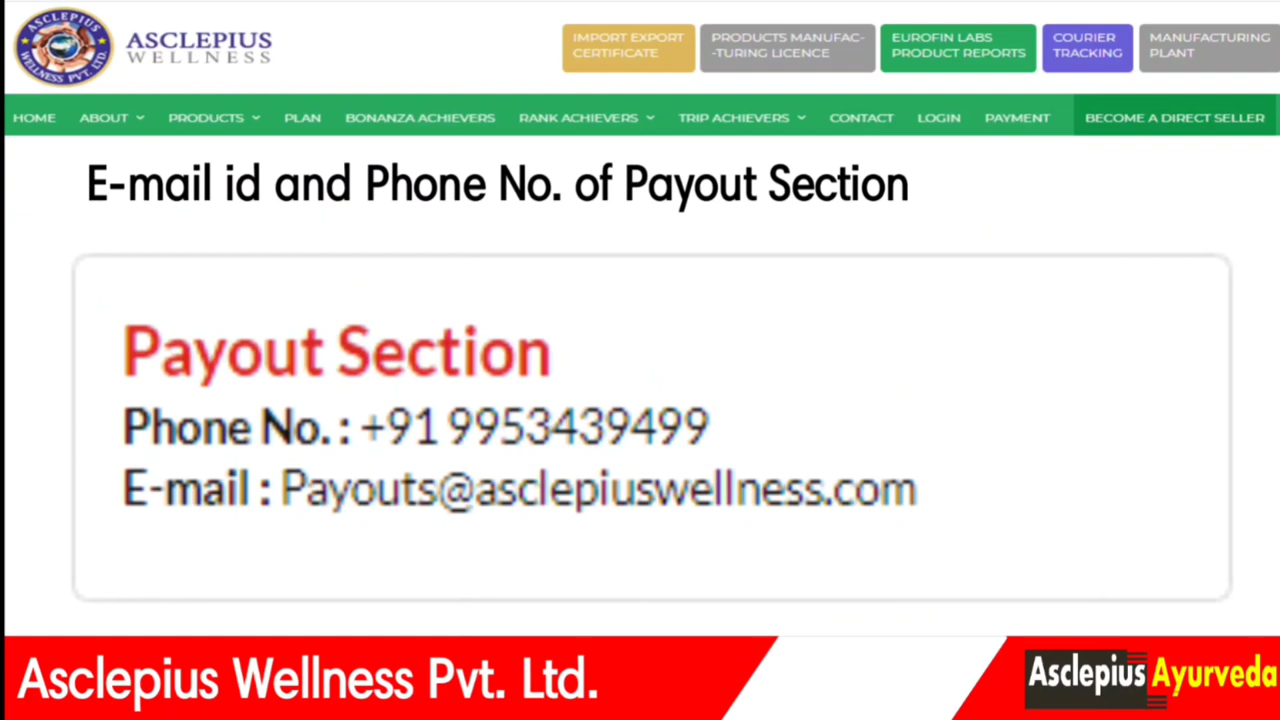 ASCLEPIUS
WELLNESS PVT. LTD.
ASCLEPIUS
WELLNESS
IMPORT EXPORT
CERTIFICATE
PRODUCTS MANUFAC-
-TURING LICENCE
EUROFIN LABS
PRODUCT REPORTS
COURIER
TRACKING
MANUFACTURING
PLANT
HOME ABOUT PRODUCTS PLAN BONANZA ACHIEVERS RANK ACHIEVERS TRIP ACHIEVERS CONTACT LOGIN PAYMENT BECOME A DIRECT SELLER
E-mail id and Phone No. of Payout Section
Payout Section
Phone No. : +91 9953439499
E-mail : Payouts@asclepiuswellness.com
Asclepius Wellness Pvt. Ltd.
Asclepius Ayurveda